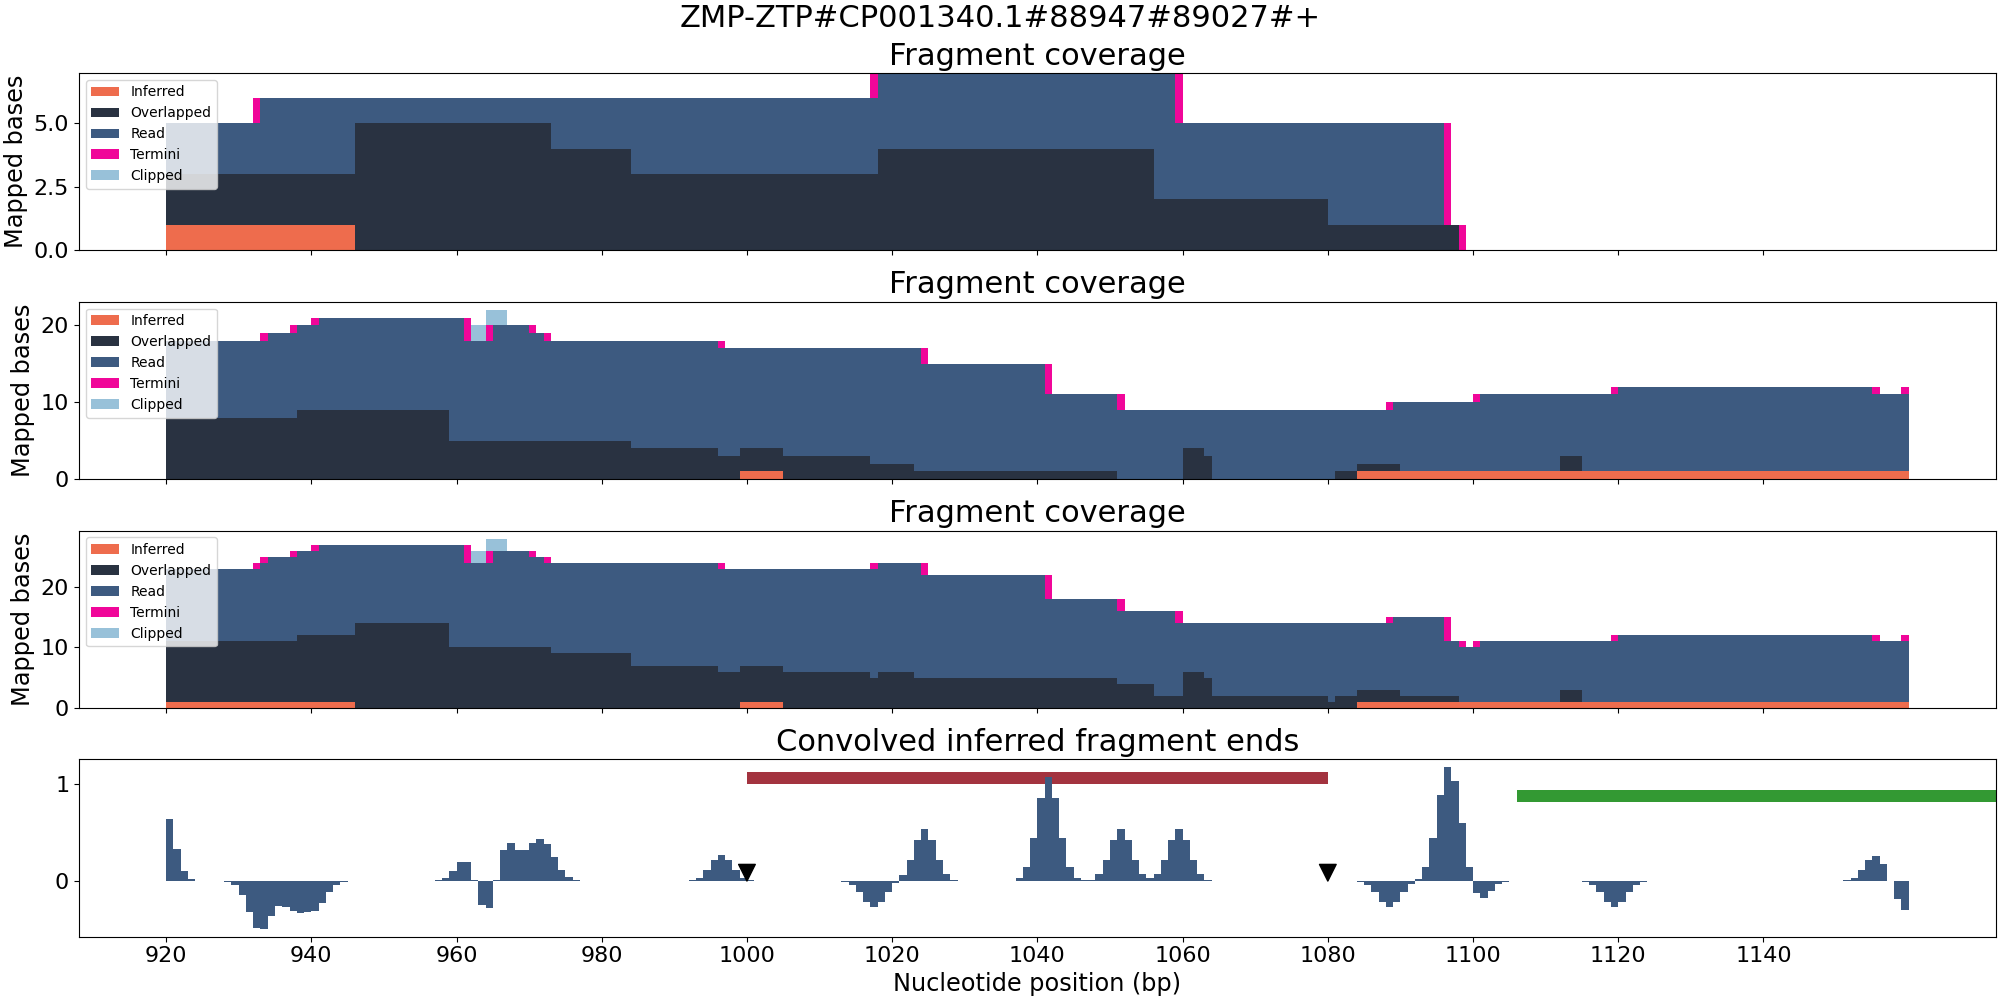 ZMP-ZTP#CP001340.1#88947#89027#+
Fragment coverage
Mapped bases
5.0
2.5
0.0
Inferred
Overlapped
Read
Termini
Clipped
Fragment coverage
Mapped bases
20
10
0
Inferred
Overlapped
Read
Termini
Clipped
Fragment coverage
Mapped bases
20
10
0
Inferred
Overlapped
Read
Termini
Clipped
Convolved inferred fragment ends
1
0
920 940 960 980 1000 1020 1040 1060 1080 1100 1120 1140
Nucleotide position (bp)